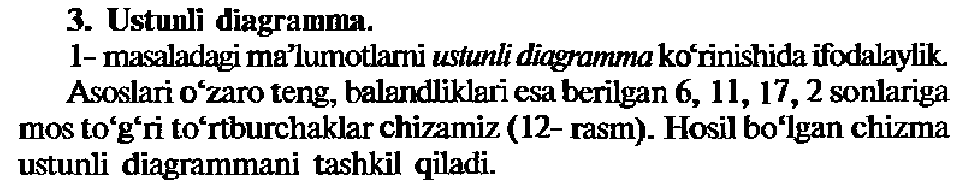 3. Ustunli diagramma.
1- masaladagi ma’lumotlarni ustunli diagramma ko‘rinishida ifodalaylik.
Asoslari o‘zaro teng, balandliklari esa berilgan 6, 11, 17, 2 sonlariga
mos to‘g‘ri to‘rtburchaklar chizamiz (12- rasm). Hosil bo‘lgan chizma
ustunli diagrammani tashkil qiladi.